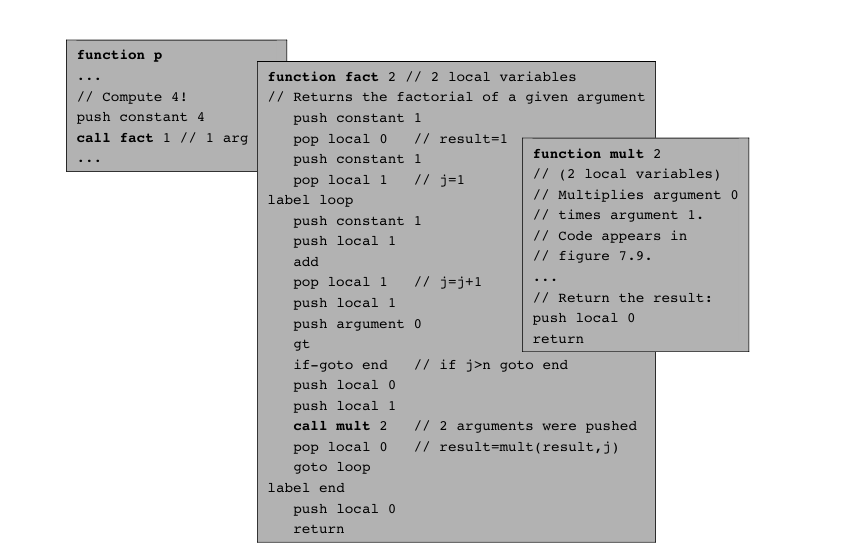 function p
...
// Compute 4!
push constant 4
call fact 1 // 1 arg
...
function fact 2 // 2 local variables
// Returns the factorial of a given argument
push constant 1
pop local 0 // result=1
push constant 1
pop local 1 // j=1
label loop
push constant 1
push local 1
add
pop local 1 // j=j+1
push local 1
push argument 0
gt
if-goto end // if j>n goto end
push local 0
push local 1
call mult 2 // 2 arguments were pushed
pop local 0 // result=mult(result,j)
goto loop
label end
push local 0
return
function mult 2
// (2 local variables)
// Multiplies argument 0
// times argument 1.
// Code appears in
// figure 7.9.
...
// Return the result:
push local 0
return